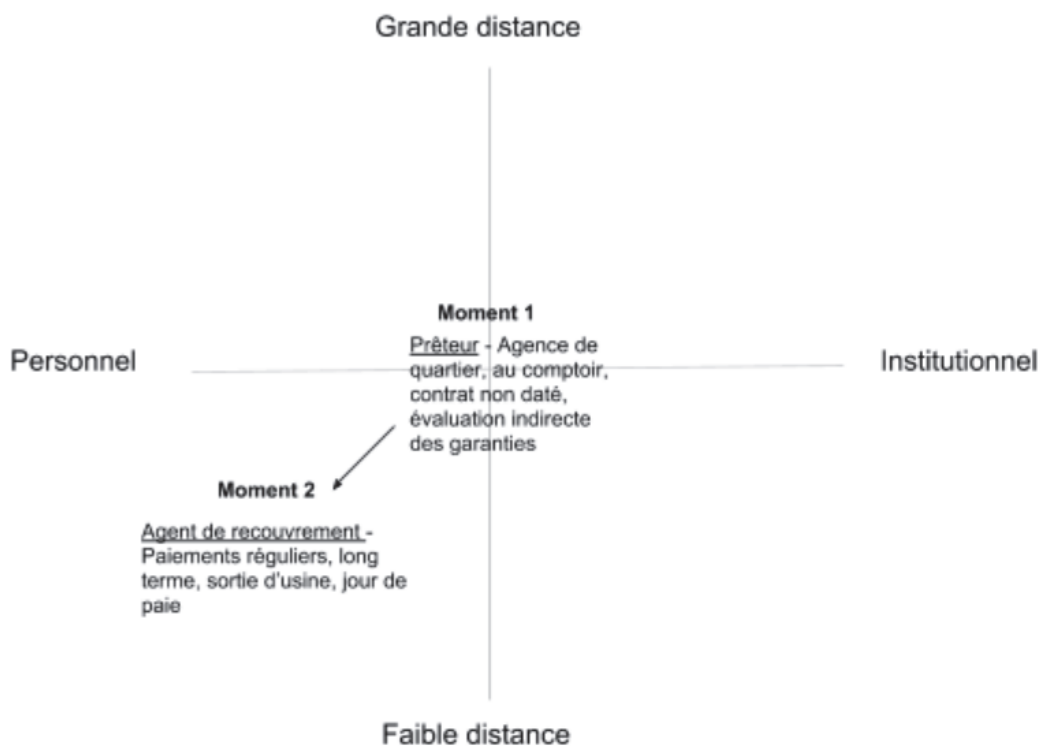 Grande distance
Moment 1
Prêteur - Agence de
quartier, au comptoir,
contrat non daté,
évaluation indirecte
des garanties
Personnel
Institutionnel
Moment 2
Agent de recouvrement -
Paiements réguliers, long
terme, sortie d'usine, jour de
paie
Faible distance